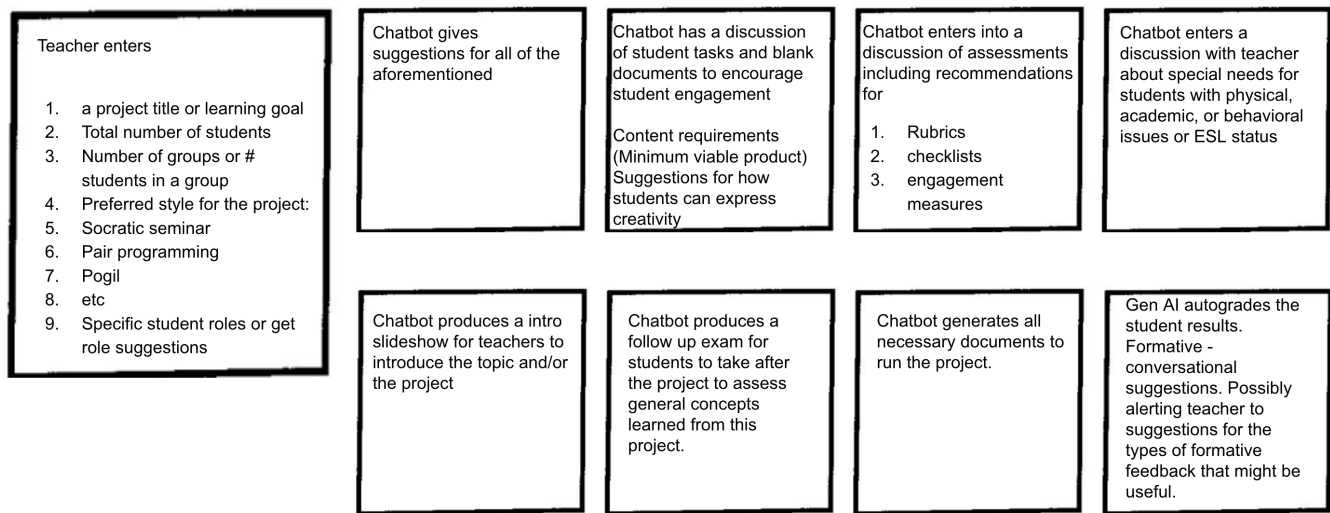 Teacher enters
1. a project title or learning goal
2. Total number of students
3. Number of groups or #
students in a group
4. Preferred style for the project:
5. Socratic seminar
6. Pair programming
7. Pogil
8. etc
9. Specific student roles or get
role suggestions
Chatbot gives
suggestions for all of the
aforementioned
Chatbot has a discussion
of student tasks and blank
documents to encourage
student engagement
Content requirements
(Minimum viable product)
Suggestions for how
students can express
creativity
Chatbot enters into a
discussion of assessments
including recommendations
for
1. Rubrics
2. checklists
3. engagement
measures
Chatbot enters a
discussion with teacher
about special needs for
students with physical,
academic, or behavioral
issues or ESL status
Chatbot produces a intro
slideshow for teachers to
introduce the topic and/or
the project
Chatbot produces a
follow up exam for
students to take after
the project to assess
general concepts
learned from this
project.
Chatbot generates all
necessary documents to
run the project.
Gen AI autogrades the
student results.
Formative -
conversational
suggestions. Possibly
alerting teacher to
suggestions for the
types of formative
feedback that might be
useful.